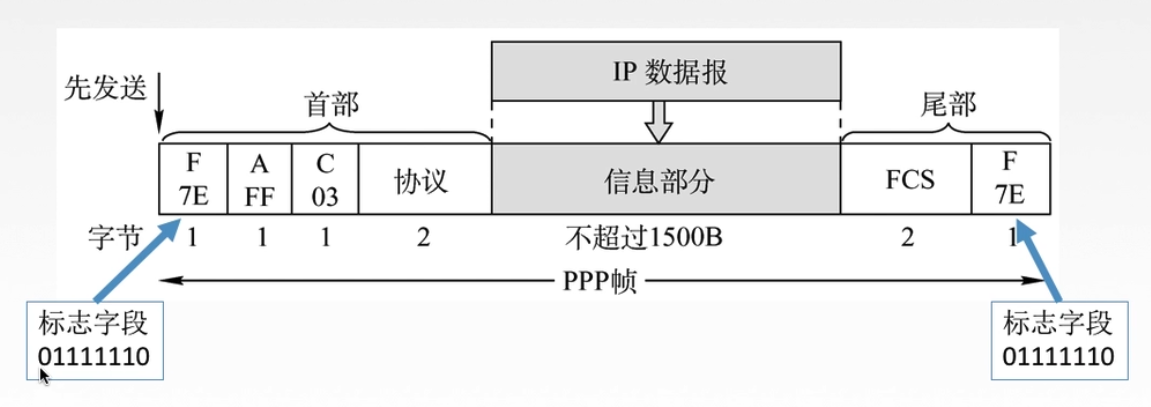 IP 数据报
先发送
首部
尾部
F A C
7E FF 03 协议 信息部分 FCS F 7E
字节 1 1 1 2 不超过1500B 2 1
PPP帧
标志字段
01111110
标志字段
01111110